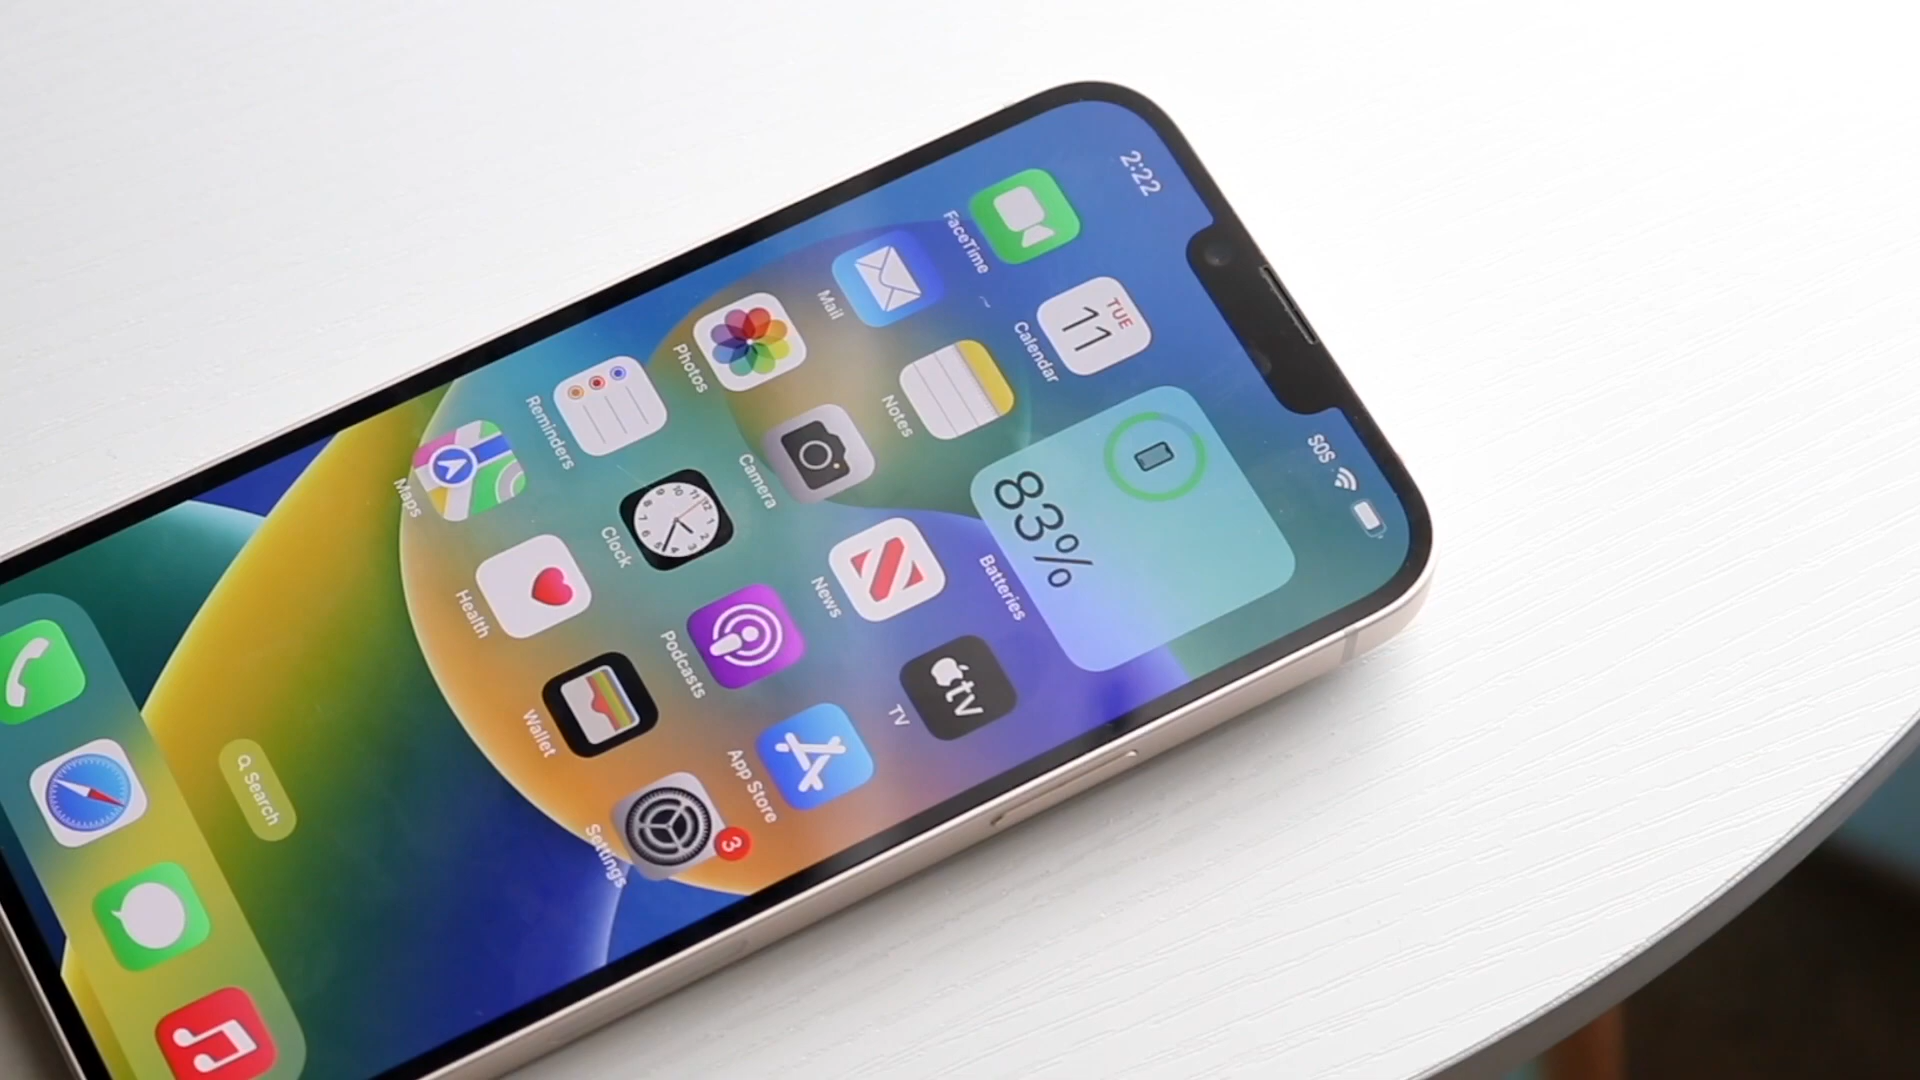 2:22
SOS
FaceTime
TUE
11
Calendar
83%
Batteries
Mail
Notes
News
tv
TV
Photos
Camera
Podcasts
App Store
Reminders
Clock
Wallet
3
Settings
Maps
Health
Search